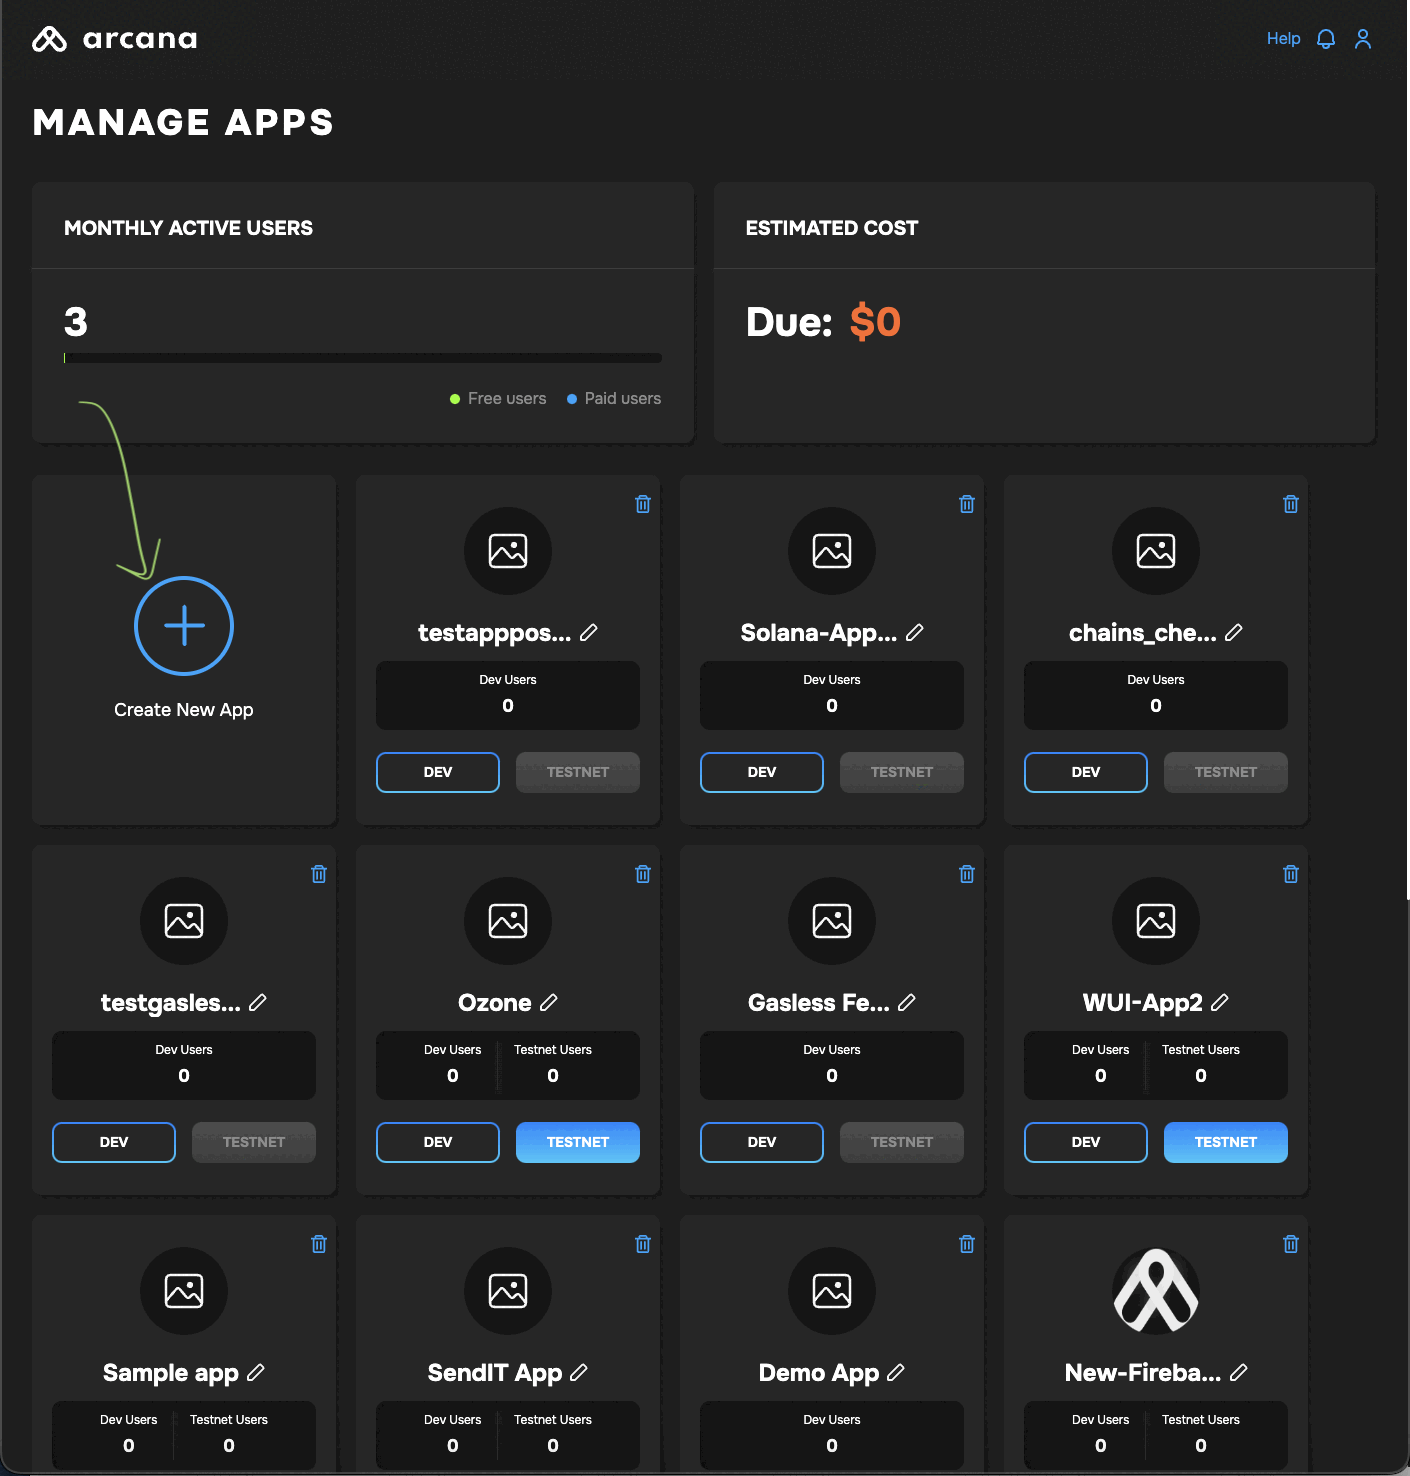 arcana
Help
MANAGE APPS
MONTHLY ACTIVE USERS
3
Free users
Paid users
ESTIMATED COST
Due: $0
Create New App
testapppos...
Dev Users
0
DEV
TESTNET
Solana-App...
Dev Users
0
DEV
TESTNET
chains_che...
Dev Users
0
DEV
TESTNET
testgasles...
Dev Users
0
DEV
TESTNET
Ozone
Dev Users
0
Testnet Users
0
DEV
TESTNET
Gasless Fe...
Dev Users
0
DEV
TESTNET
WUI-App2
Dev Users
0
Testnet Users
0
DEV
TESTNET
Sample app
Dev Users
0
Testnet Users
0
SendIT App
Dev Users
0
Testnet Users
0
Demo App
Dev Users
0
New-Fireba...
Dev Users
0
Testnet Users
0